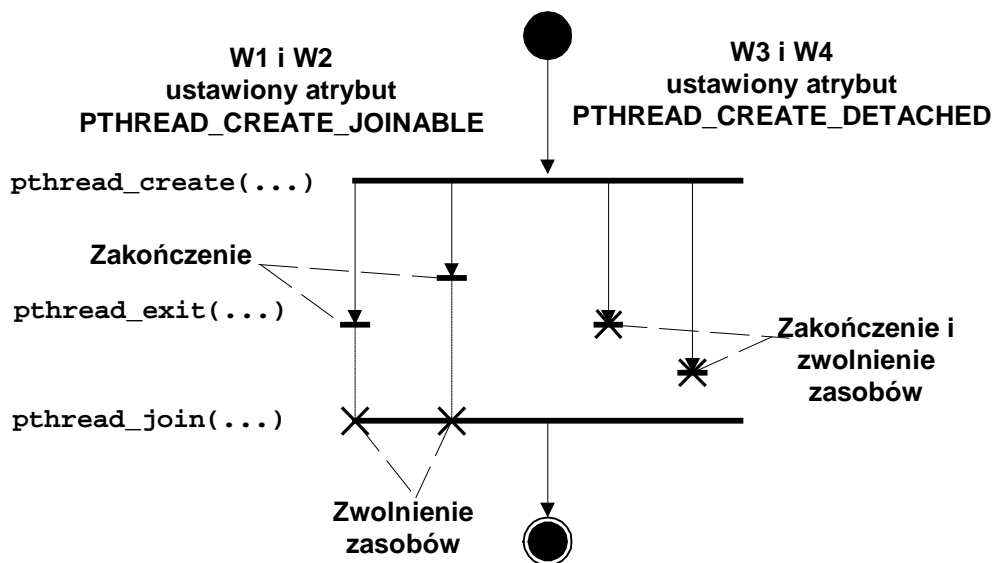 W1 i W2
ustawiony atrybut
PTHREAD_CREATE_JOINABLE
W3 i W4
ustawiony atrybut
PTHREAD_CREATE_DETACHED
pthread_create(...)
Zakończenie
pthread_exit(...)
Zakończenie i
zwolnienie
zasobów
pthread_join(...)
Zwolnienie
zasobów